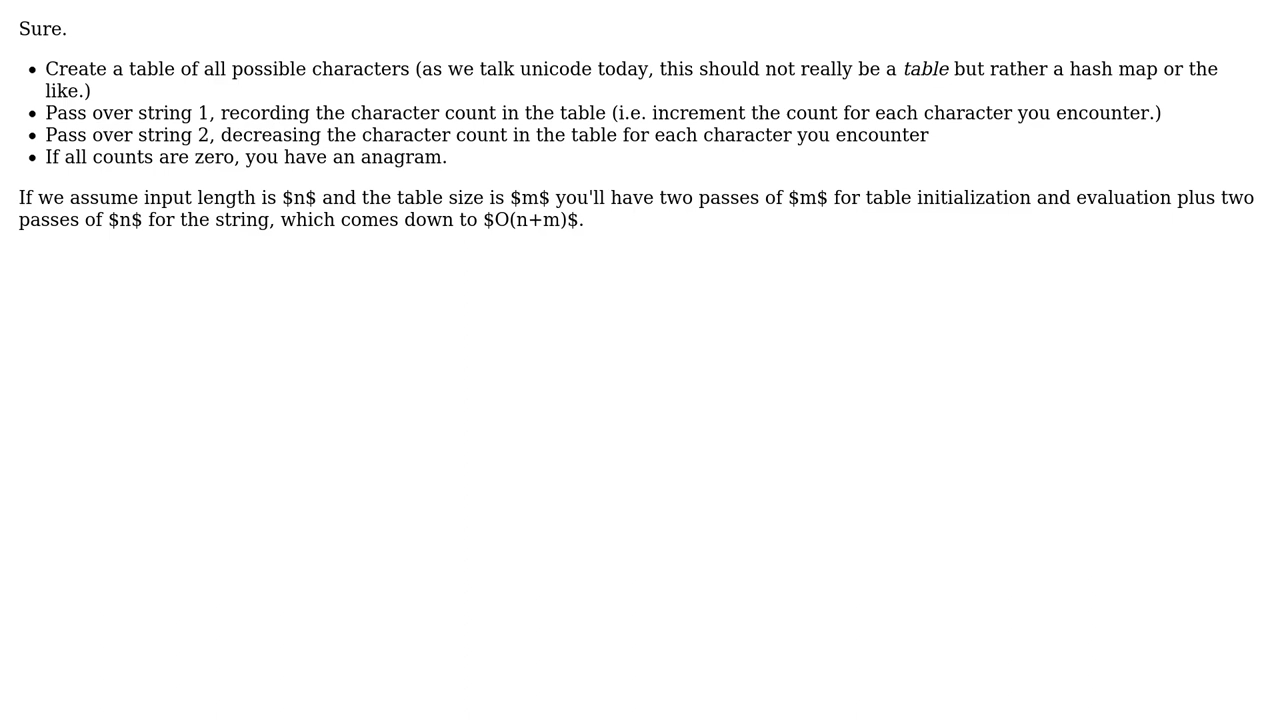 Sure.
• Create a table of all possible characters (as we talk unicode today, this should not really be a table but rather a hash map or the
like.)
• Pass over string 1, recording the character count in the table (i.e. increment the count for each character you encounter.)
• Pass over string 2, decreasing the character count in the table for each character you encounter
• If all counts are zero, you have an anagram.
If we assume input length is $n$ and the table size is $m$ you'll have two passes of $m$ for table initialization and evaluation plus two
passes of $n$ for the string, which comes down to $O(n+m)$.